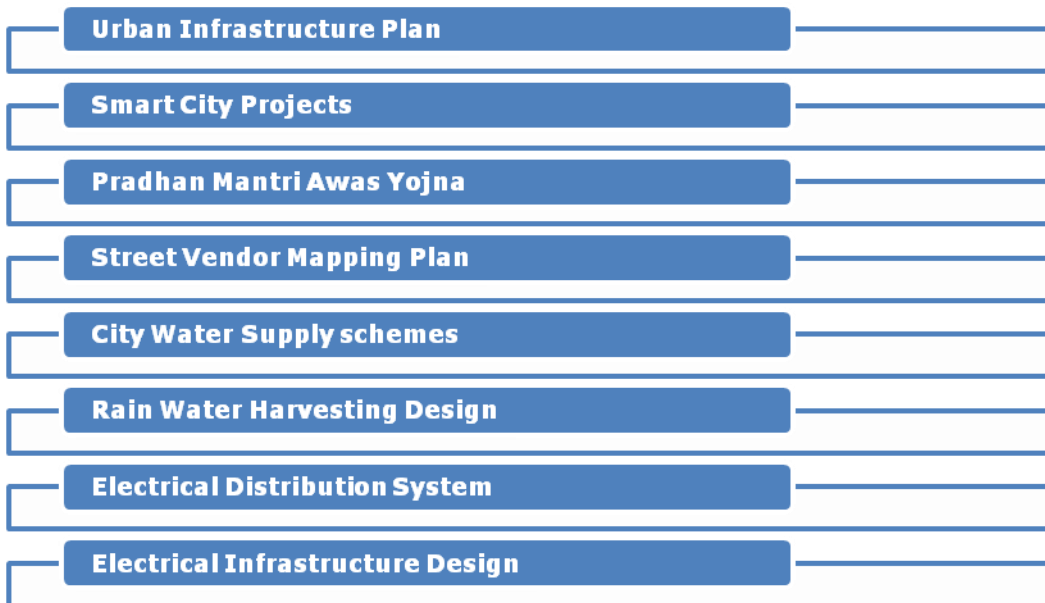 Urban Infrastructure Plan
Smart City Projects
Pradhan Mantri Awas Yojna
Street Vendor Mapping Plan
City Water Supply schemes
Rain Water Harvesting Design
Electrical Distribution System
Electrical Infrastructure Design